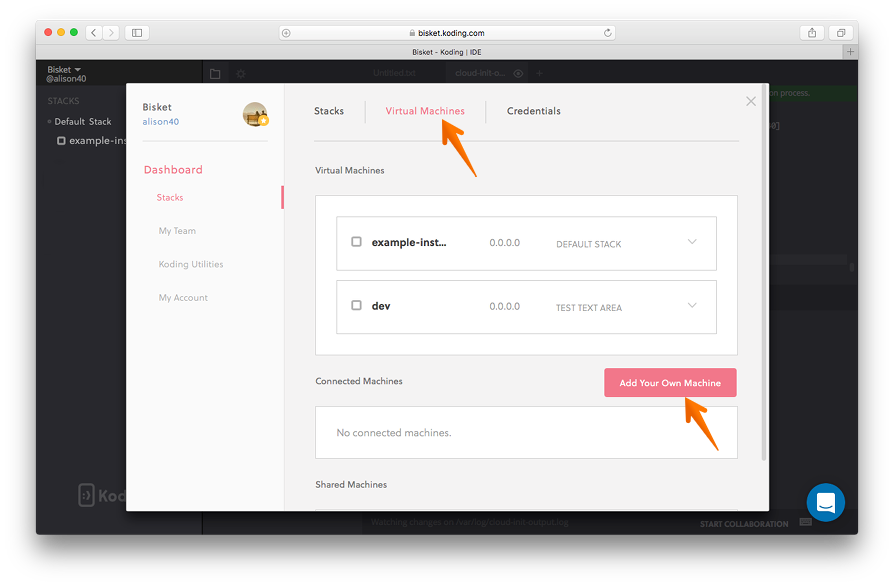 bisket.koding.com
Bisket - Koding | IDE
Bisket
@alison40
Untitled.txt
cloud-init-o...
STACKS
Default Stack
example-ins
on process.
Bisket
alison40
Dashboard
Stacks
My Team
Koding Utilities
My Account
Stacks
Virtual Machines
Credentials
Virtual Machines
example-inst...
0.0.0.0
DEFAULT STACK
dev
0.0.0.0
TEST TEXT AREA
Connected Machines
Add Your Own Machine
No connected machines.
Shared Machines
Kod
Watching changes on /var/log/cloud-init-output.log
START COLLABORATION